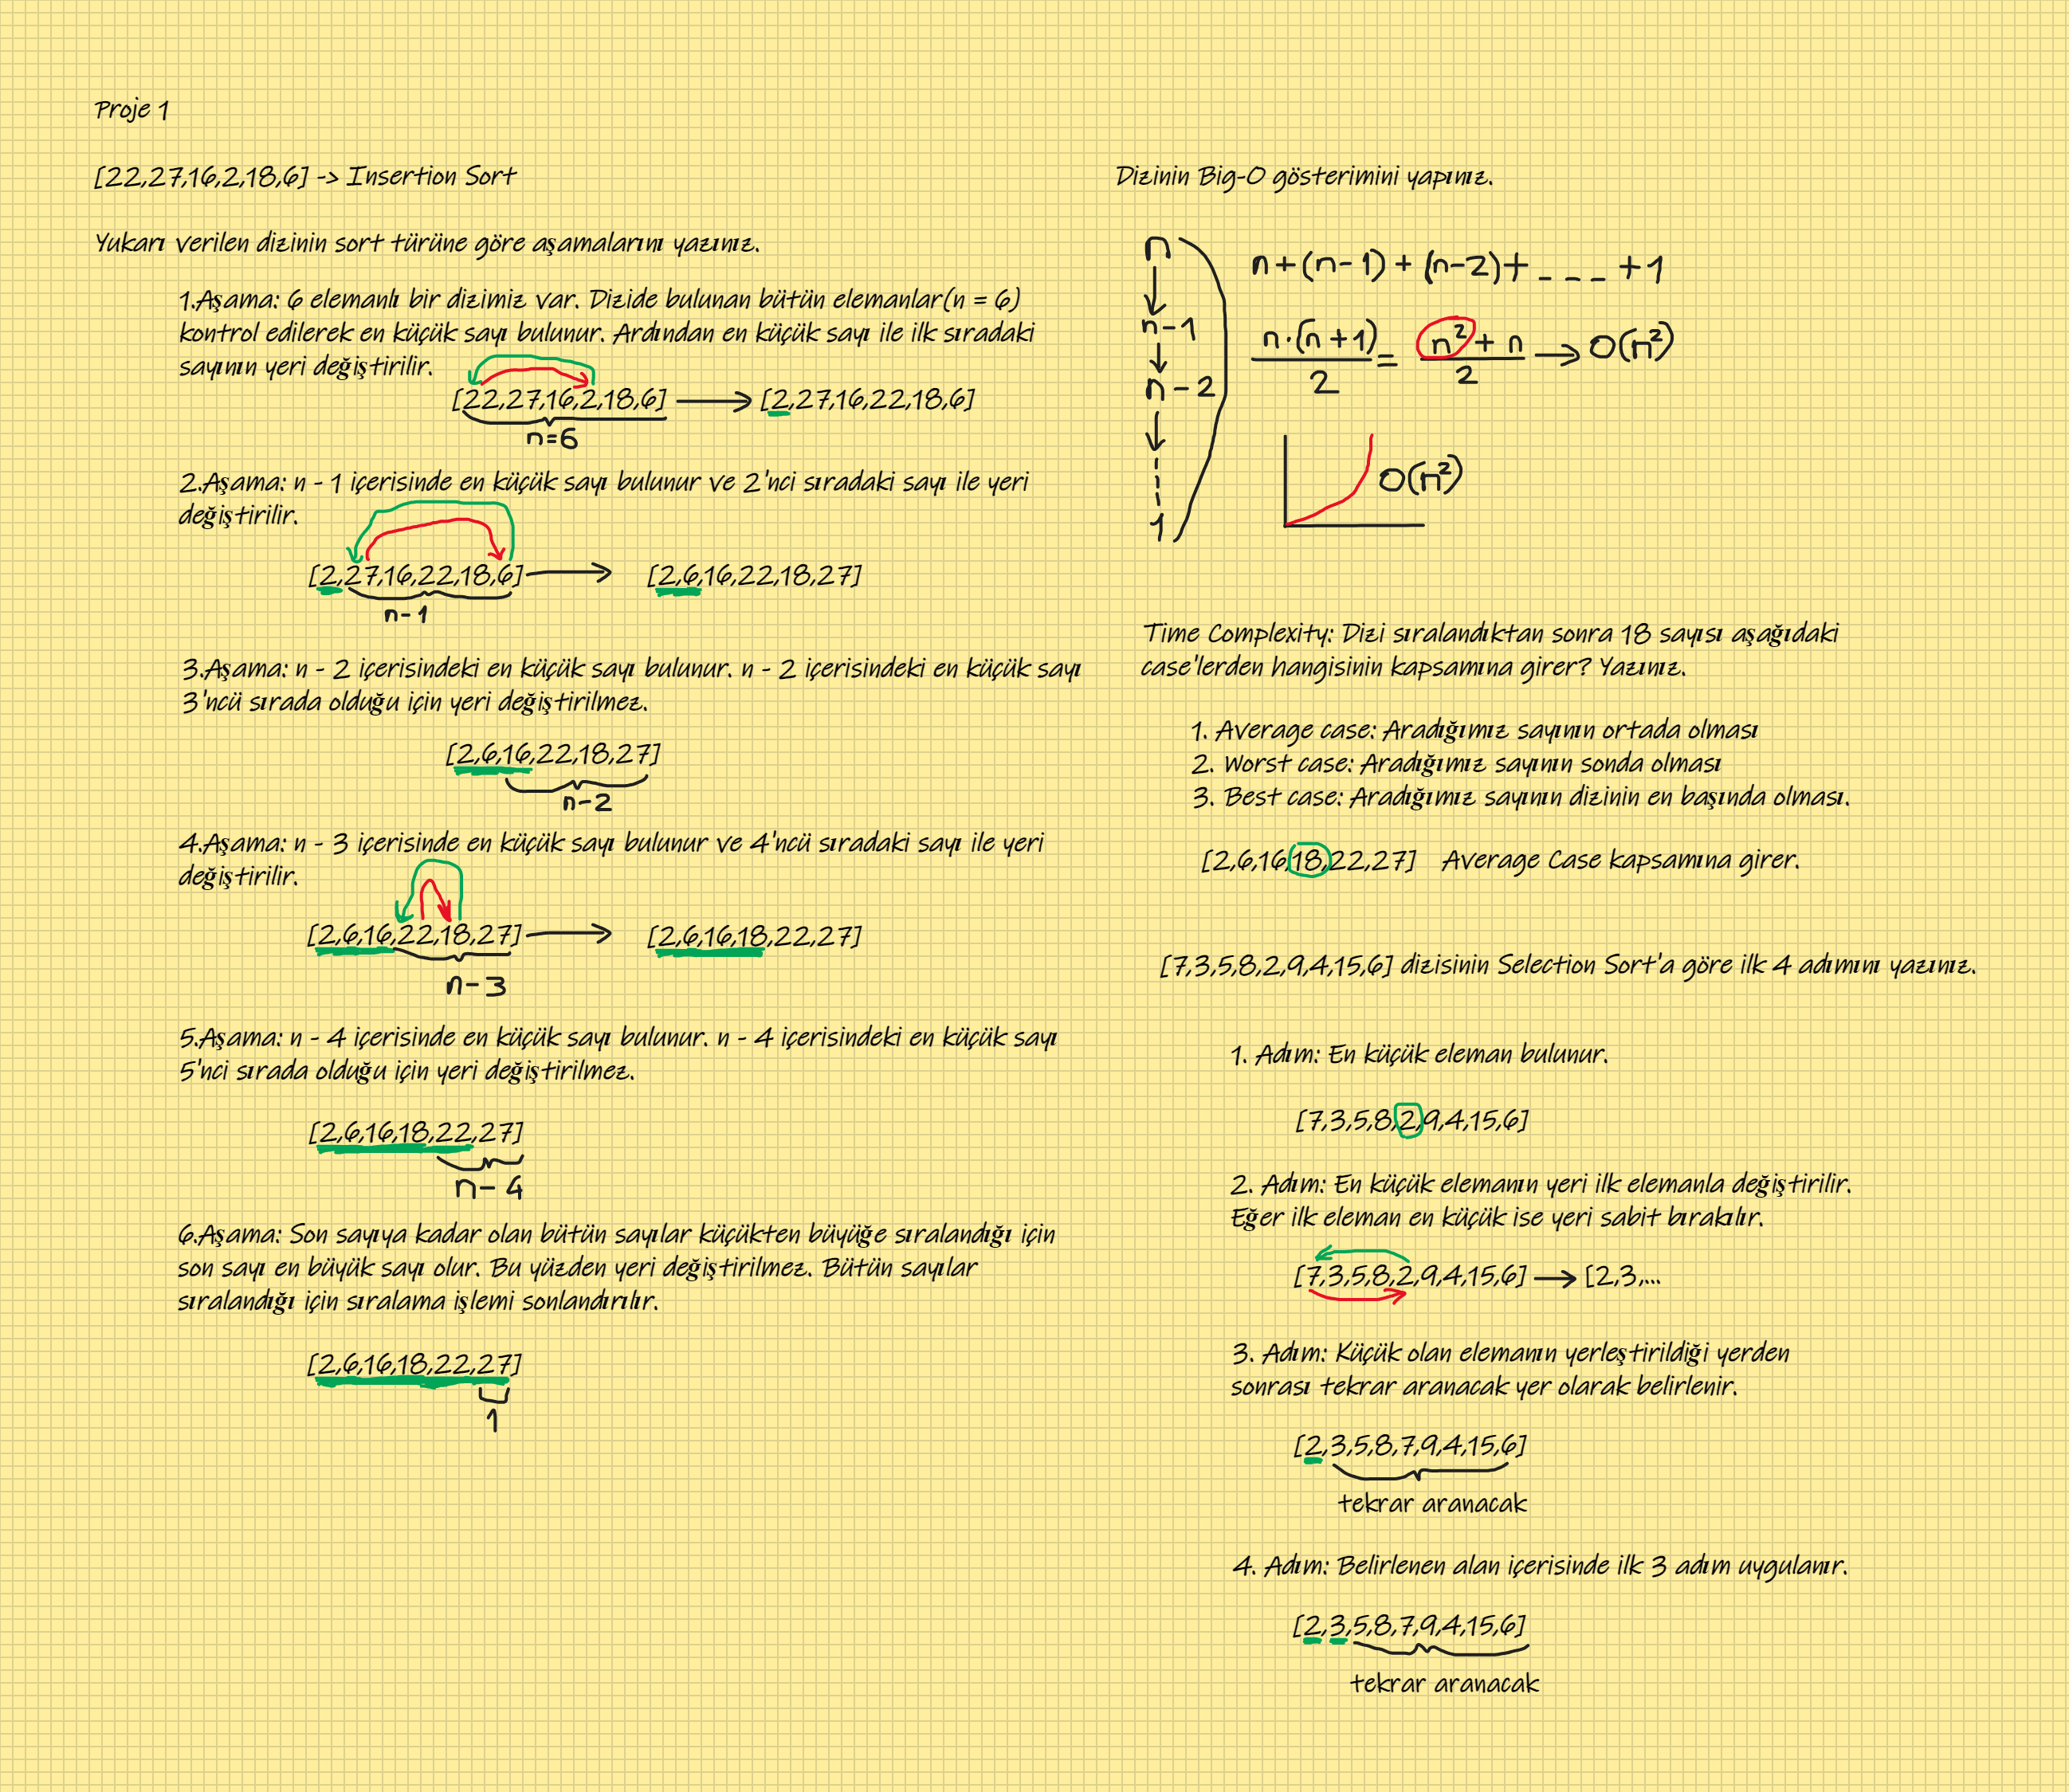 Proje 1
[22,27,16,2,18,6] -> Insertion Sort
Yukarı verilen dizinin sort türüne göre aşamalarını yazınız.
1.Aşama: 6 elemanlı bir dizimiz var. Dizide bulunan bütün elemanlar(n = 6)
kontrol edilerek en küçük sayı bulunur. Ardından en küçük sayı ile ilk sıradaki
sayının yeri değiştirilir.
[22,27,16,2,18,6] → [2,27,16,22,18,6]
n=6
2.Aşama: n - 1 içerisinde en küçük sayı bulunur ve 2'nci sıradaki sayı ile yeri
değiştirilir.
[2,27,16,22,18,6] → [2,6,16,22,18,27]
n-1
3.Aşama: n - 2 içerisindeki en küçük sayı bulunur. n - 2 içerisindeki en küçük sayı
3'ncü sırada olduğu için yeri değiştirilmez.
[2,6,16,22,18,27]
n-2
4.Aşama: n - 3 içerisinde en küçük sayı bulunur ve 4'ncü sıradaki sayı ile yeri
değiştirilir.
[2,6,16,22,18,27] → [2,6,16,18,22,27]
n-3
5.Aşama: n - 4 içerisinde en küçük sayı bulunur. n - 4 içerisindeki en küçük sayı
5'nci sırada olduğu için yeri değiştirilmez.
[2,6,16,18,22,27]
n-4
6.Aşama: Son sayıya kadar olan bütün sayılar küçükten büyüğe sıralandığı için
son sayı en büyük sayı olur. Bu yüzden yeri değiştirilmez. Bütün sayılar
sıralandığı için sıralama işlemi sonlandırılır.
[2,6,16,18,22,27]
1
Dizinin Big-O gösterimini yapınız.
n
n-1
n-2
1
n+(n-1)+(n-2)+ _ _ _ +1
n.(n+1)/2 = n²+n/2 → O(n²)
O(n²)
Time Complexity: Dizi sıralandıktan sonra 18 sayısı aşağıdaki
case'lerden hangisinin kapsamına girer? Yazınız.
1. Average case: Aradığımız sayının ortada olması
2. Worst case: Aradığımız sayının sonda olması
3. Best case: Aradığımız sayının dizinin en başında olması.
[2,6,16,18,22,27] Average Case kapsamına girer.
[7,3,5,8,2,9,4,15,6] dizisinin Selection Sort'a göre ilk 4 adımını yazınız.
1. Adım: En küçük eleman bulunur.
[7,3,5,8,2,9,4,15,6]
2. Adım: En küçük elemanın yeri ilk elemanla değiştirilir.
Eğer ilk eleman en küçük ise yeri sabit bırakılır.
[7,3,5,8,2,9,4,15,6] → [2,3,...
3. Adım: Küçük olan elemanın yerleştirildiği yerden
sonrası tekrar aranacak yer olarak belirlenir.
[2,3,5,8,7,9,4,15,6]
tekrar aranacak
4. Adım: Belirlenen alan içerisinde ilk 3 adım uygulanır.
[2,3,5,8,7,9,4,15,6]
tekrar aranacak